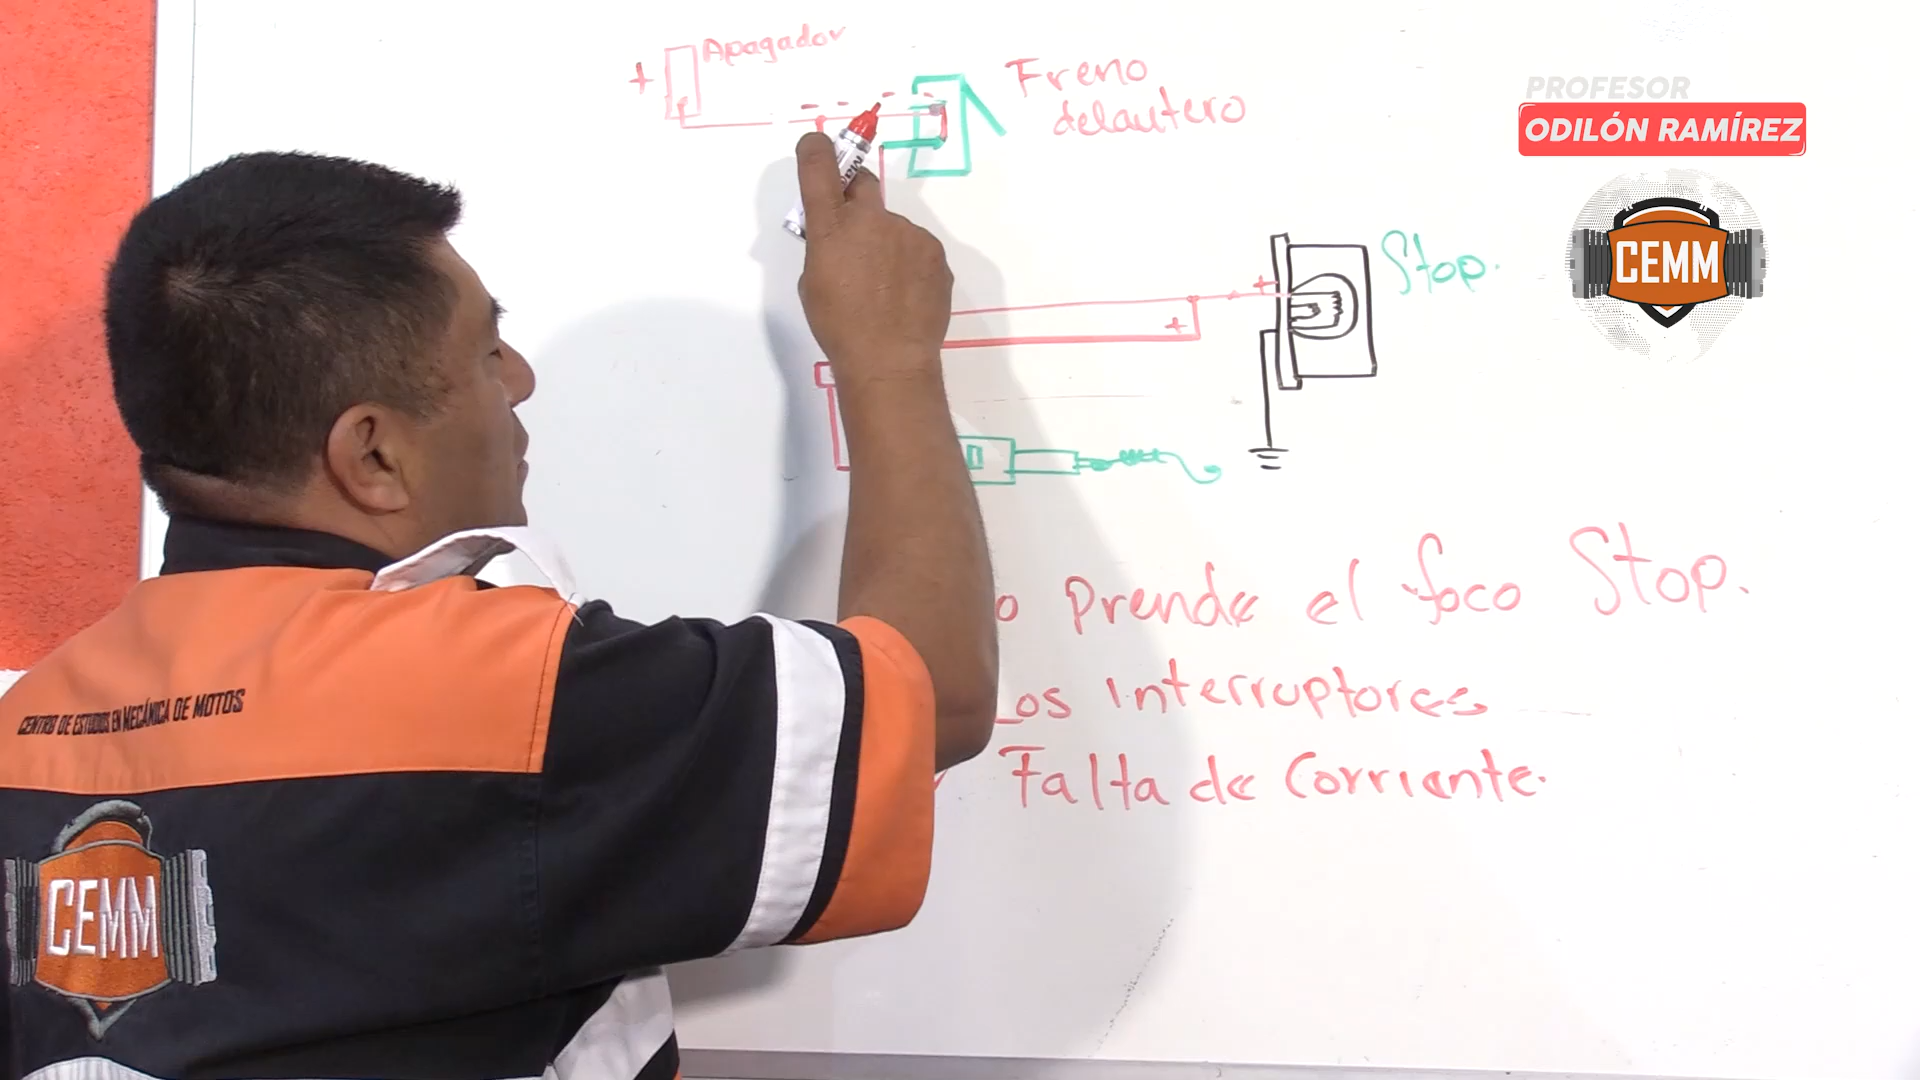 + Apagador
Freno
delantero
PROFESOR
ODILÓN RAMÍREZ
CEMM
+
Stop.
+
o Prende el foco Stop.
Los interruptores
Falta de Corriente.
CENTRO DE ESTUDIOS EN MECÁNICA DE MOTOS
CEMM